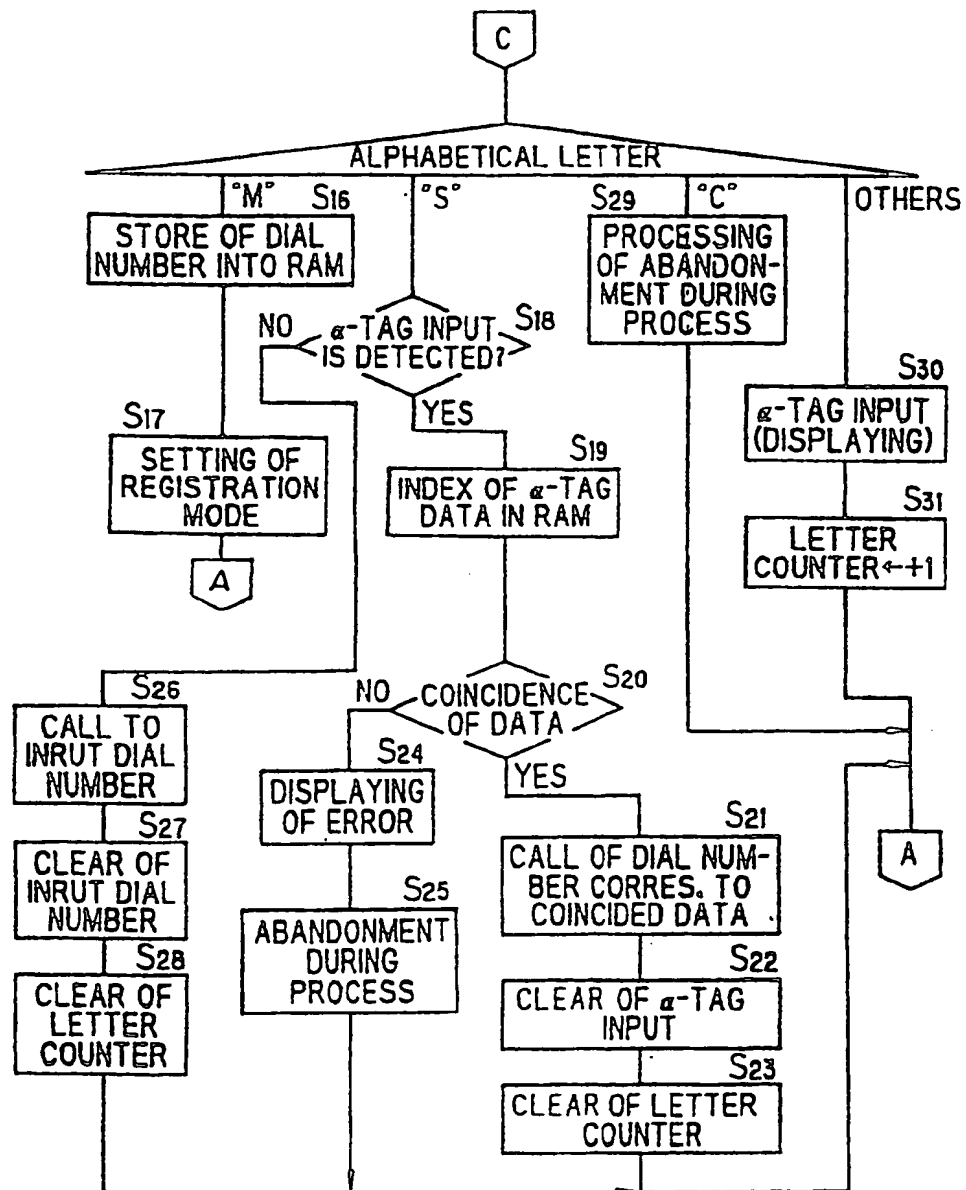 C
ALPHABETICAL LETTER
"M"
S16
"S"
S29
"C"
OTHERS
STORE OF DIAL
NUMBER INTO RAM
PROCESSING
OF ABANDON-
MENT DURING
PROCESS
NO
α-TAG INPUT
IS DETECTED?
S18
YES
S30
α-TAG INPUT
(DISPLAYING)
S17
SETTING OF
REGISTRATION
MODE
S19
INDEX OF α-TAG
DATA IN RAM
S31
LETTER
COUNTER←+1
A
S26
CALL TO
INRUT DIAL
NUMBER
NO
COINCIDENCE
OF DATA
S20
YES
S24
DISPLAYING
OF ERROR
S27
CLEAR OF
INRUT DIAL
NUMBER
S21
CALL OF DIAL NUM-
BER CORRES. TO
COINCIDED DATA
A
S25
ABANDONMENT
DURING
PROCESS
S28
CLEAR OF
LETTER
COUNTER
S22
CLEAR OF α-TAG
INPUT
S23
CLEAR OF LETTER
COUNTER